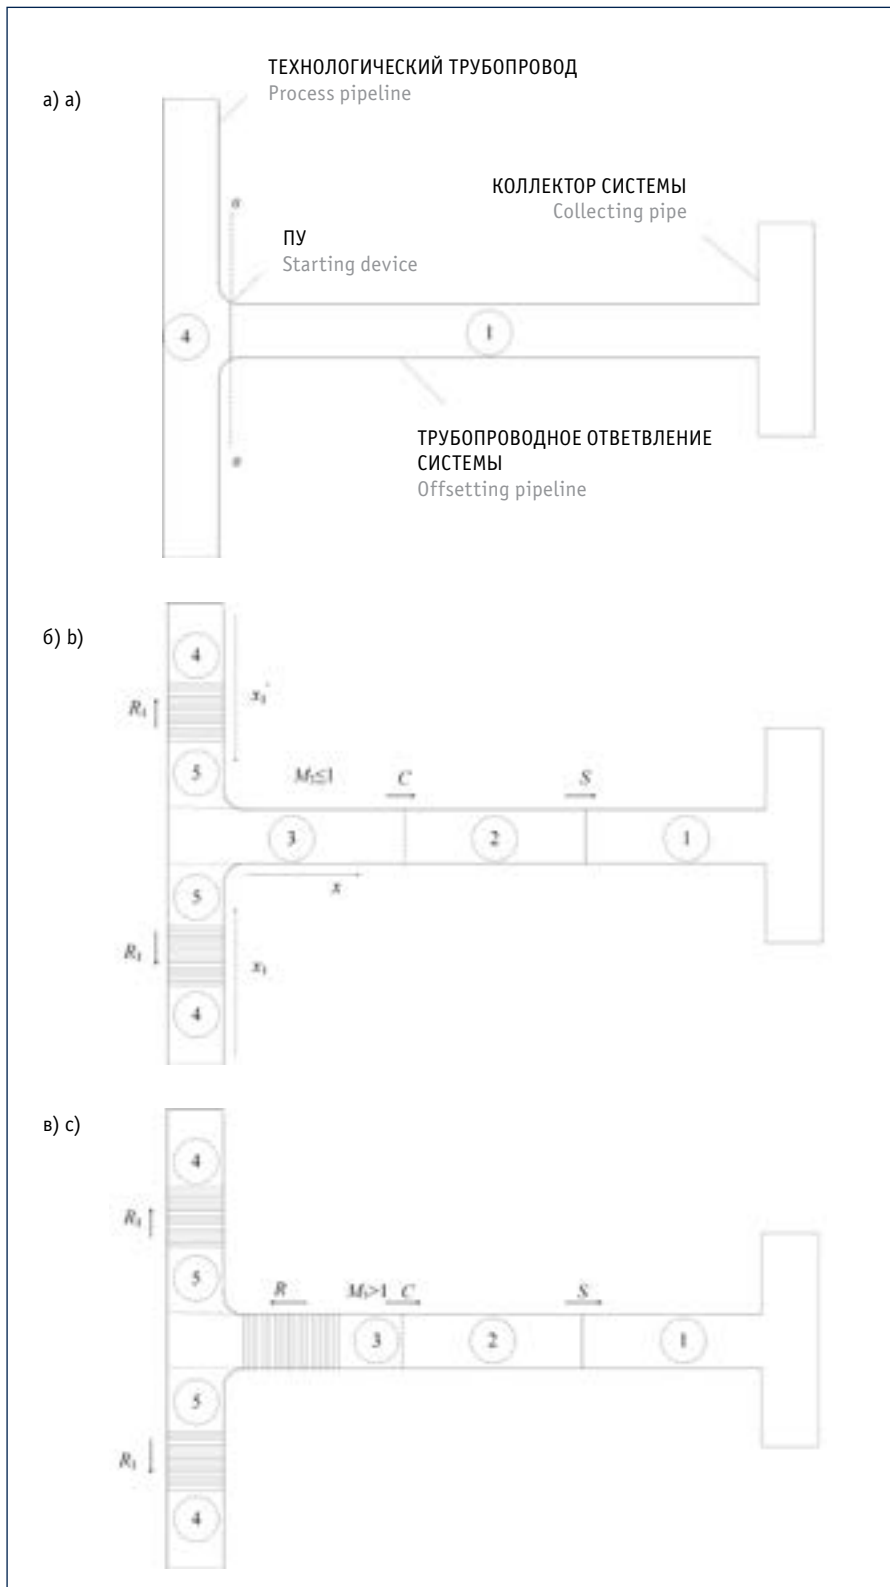 ТЕХНОЛОГИЧЕСКИЙ ТРУБОПРОВОД
Process pipeline
а) a)
КОЛЛЕКТОР СИСТЕМЫ
Collecting pipe
ПУ
Starting device
4
1
ТРУБОПРОВОДНОЕ ОТВЕТВЛЕНИЕ
СИСТЕМЫ
Offsetting pipeline
б) b)
4
R₁
x₁'
5
M₃≤1 C S
3 2 1
x
5
R₁
x₁
4
в) c)
4
R₁
5
R M₃>1 C S
3 2 1
5
R₁
4